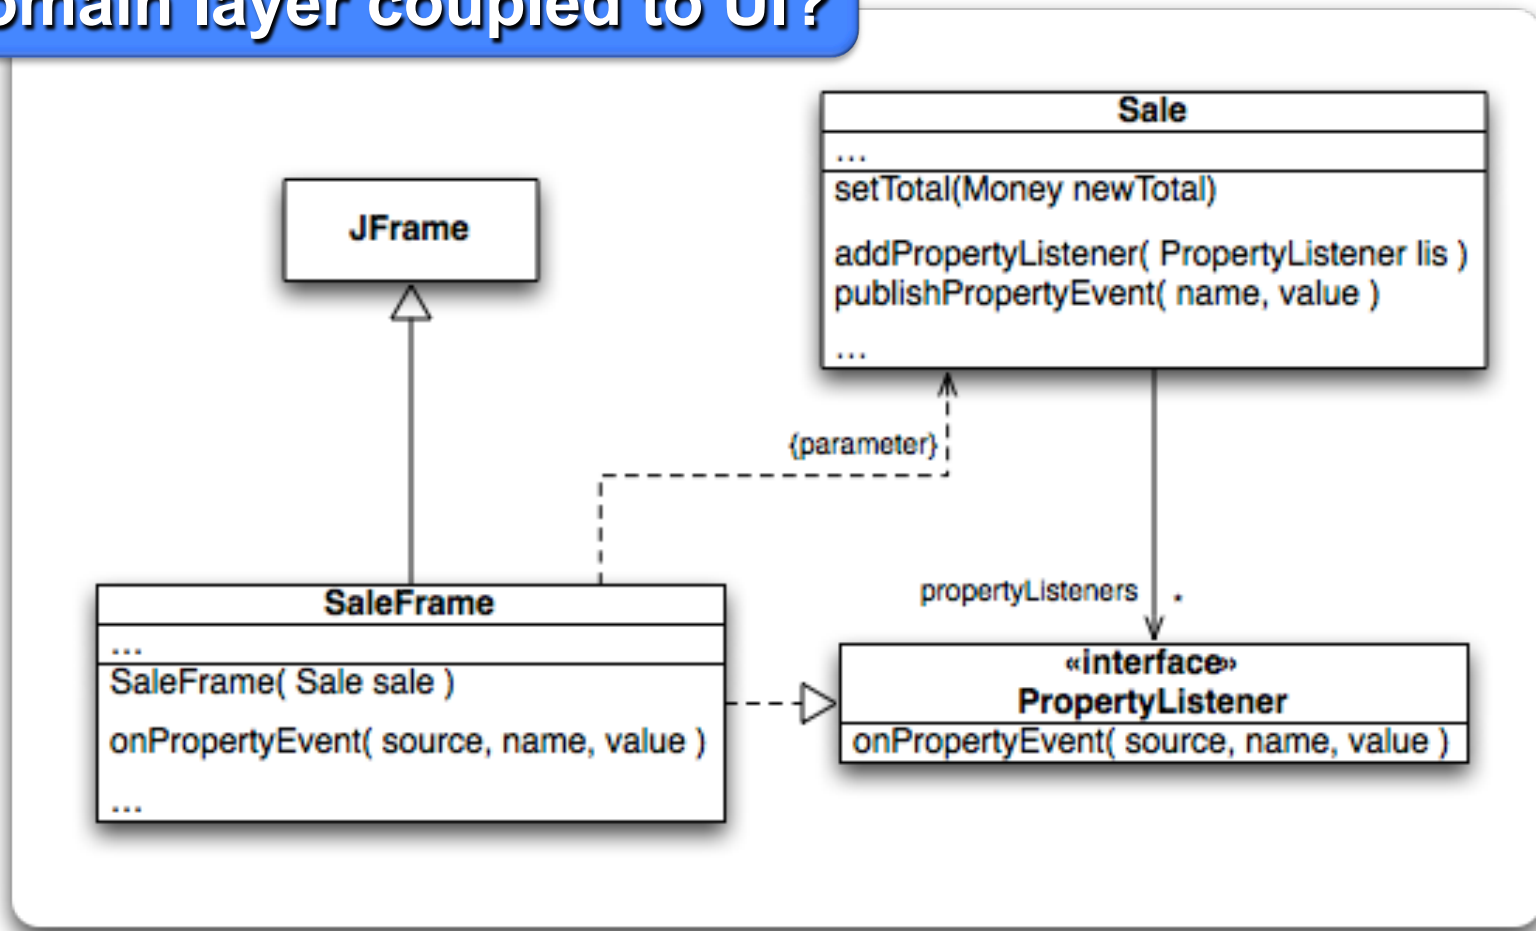 layer coupled to UI?
Sale
...
setTotal(Money newTotal)
addPropertyListener( PropertyListener lis )
publishPropertyEvent( name, value )
...
JFrame
{parameter}
SaleFrame
...
SaleFrame( Sale sale )
onPropertyEvent( source, name, value )
...
propertyListeners *
«interface»
PropertyListener
onPropertyEvent( source, name, value )